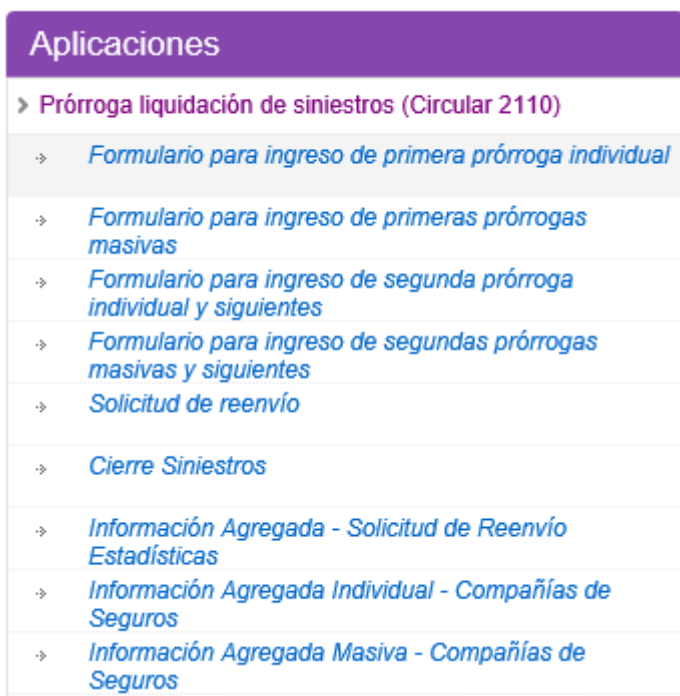 Aplicaciones
Prórroga liquidación de siniestros (Circular 2110)
Formulario para ingreso de primera prórroga individual
Formulario para ingreso de primeras prórrogas
masivas
Formulario para ingreso de segunda prórroga
individual y siguientes
Formulario para ingreso de segundas prórrogas
masivas y siguientes
Solicitud de reenvío
Cierre Siniestros
Información Agregada - Solicitud de Reenvío
Estadísticas
Información Agregada Individual - Compañías de
Seguros
Información Agregada Masiva - Compañías de
Seguros